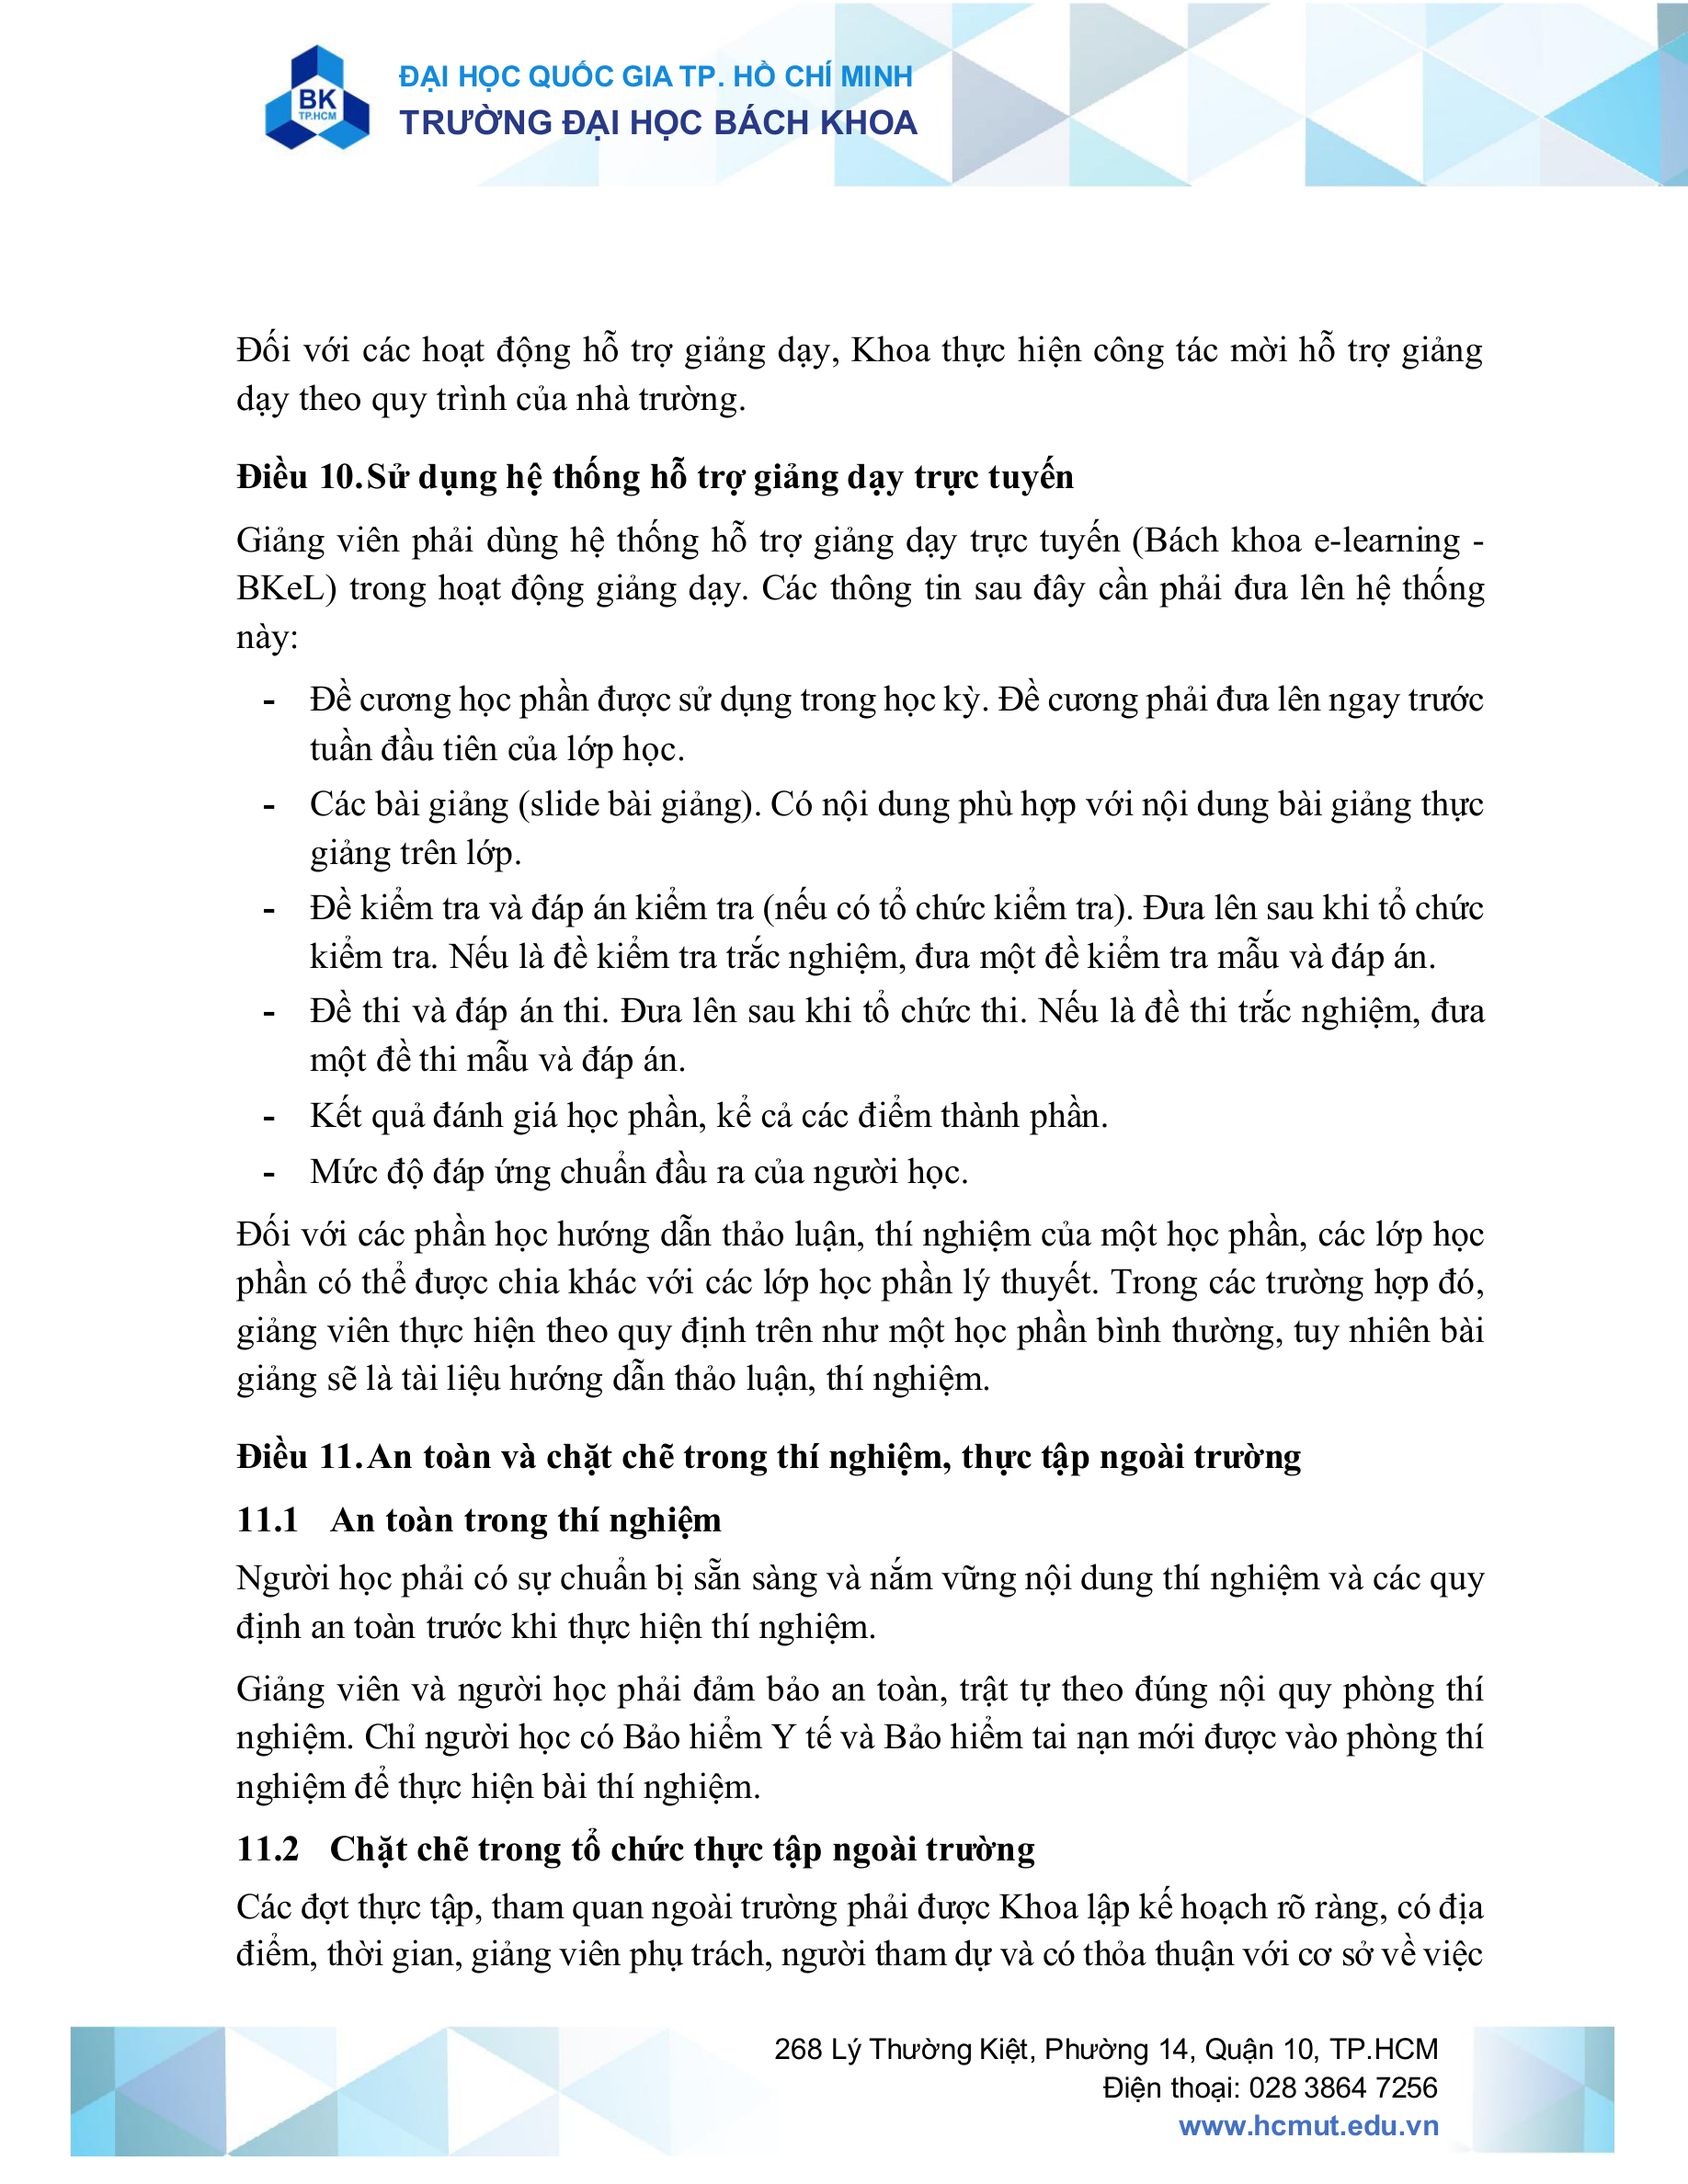 BK
TP.HCM
ĐẠI HỌC QUỐC GIA TP. HỒ CHÍ MINH
TRƯỜNG ĐẠI HỌC BÁCH KHOA
Đối với các hoạt động hỗ trợ giảng dạy, Khoa thực hiện công tác mời hỗ trợ giảng
dạy theo quy trình của nhà trường.
Điều 10. Sử dụng hệ thống hỗ trợ giảng dạy trực tuyến
Giảng viên phải dùng hệ thống hỗ trợ giảng dạy trực tuyến (Bách khoa e-learning -
BKeL) trong hoạt động giảng dạy. Các thông tin sau đây cần phải đưa lên hệ thống
này:
- Đề cương học phần được sử dụng trong học kỳ. Đề cương phải đưa lên ngay trước
tuần đầu tiên của lớp học.
- Các bài giảng (slide bài giảng). Có nội dung phù hợp với nội dung bài giảng thực
giảng trên lớp.
- Đề kiểm tra và đáp án kiểm tra (nếu có tổ chức kiểm tra). Đưa lên sau khi tổ chức
kiểm tra. Nếu là đề kiểm tra trắc nghiệm, đưa một đề kiểm tra mẫu và đáp án.
- Đề thi và đáp án thi. Đưa lên sau khi tổ chức thi. Nếu là đề thi trắc nghiệm, đưa
một đề thi mẫu và đáp án.
- Kết quả đánh giá học phần, kể cả các điểm thành phần.
- Mức độ đáp ứng chuẩn đầu ra của người học.
Đối với các phần học hướng dẫn thảo luận, thí nghiệm của một học phần, các lớp học
phần có thể được chia khác với các lớp học phần lý thuyết. Trong các trường hợp đó,
giảng viên thực hiện theo quy định trên như một học phần bình thường, tuy nhiên bài
giảng sẽ là tài liệu hướng dẫn thảo luận, thí nghiệm.
Điều 11. An toàn và chặt chẽ trong thí nghiệm, thực tập ngoài trường
11.1 An toàn trong thí nghiệm
Người học phải có sự chuẩn bị sẵn sàng và nắm vững nội dung thí nghiệm và các quy
định an toàn trước khi thực hiện thí nghiệm.
Giảng viên và người học phải đảm bảo an toàn, trật tự theo đúng nội quy phòng thí
nghiệm. Chỉ người học có Bảo hiểm Y tế và Bảo hiểm tai nạn mới được vào phòng thí
nghiệm để thực hiện bài thí nghiệm.
11.2 Chặt chẽ trong tổ chức thực tập ngoài trường
Các đợt thực tập, tham quan ngoài trường phải được Khoa lập kế hoạch rõ ràng, có địa
điểm, thời gian, giảng viên phụ trách, người tham dự và có thỏa thuận với cơ sở về việc
268 Lý Thường Kiệt, Phường 14, Quận 10, TP.HCM
Điện thoại: 028 3864 7256
www.hcmut.edu.vn